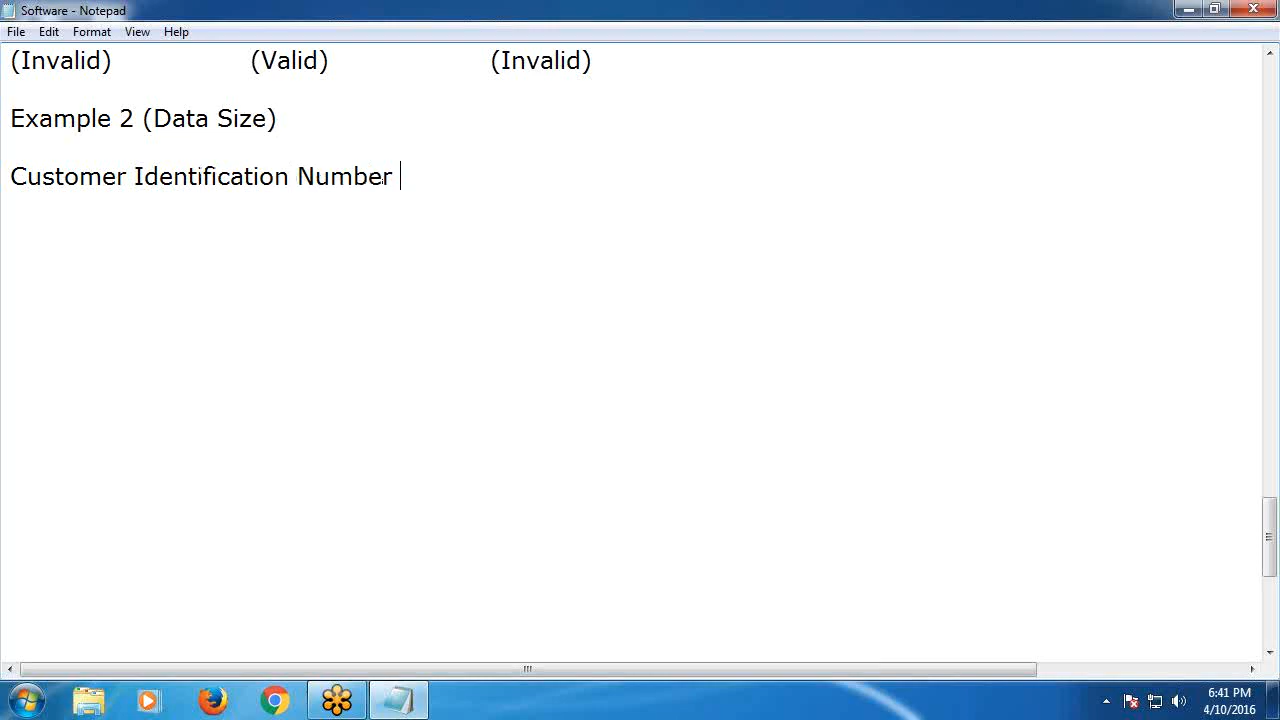 Software - Notepad
File Edit Format View Help
(Invalid) (Valid) (Invalid)
Example 2 (Data Size)
Customer Identification Number
6:41 PM
4/10/2016